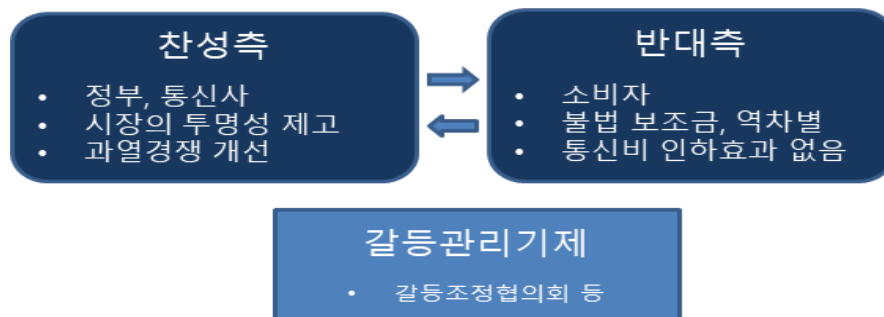 찬성측
• 정부, 통신사
• 시장의 투명성 제고
• 과열경쟁 개선
반대측
• 소비자
• 불법 보조금, 역차별
• 통신비 인하효과 없음
갈등관리기제
• 갈등조정협의회 등